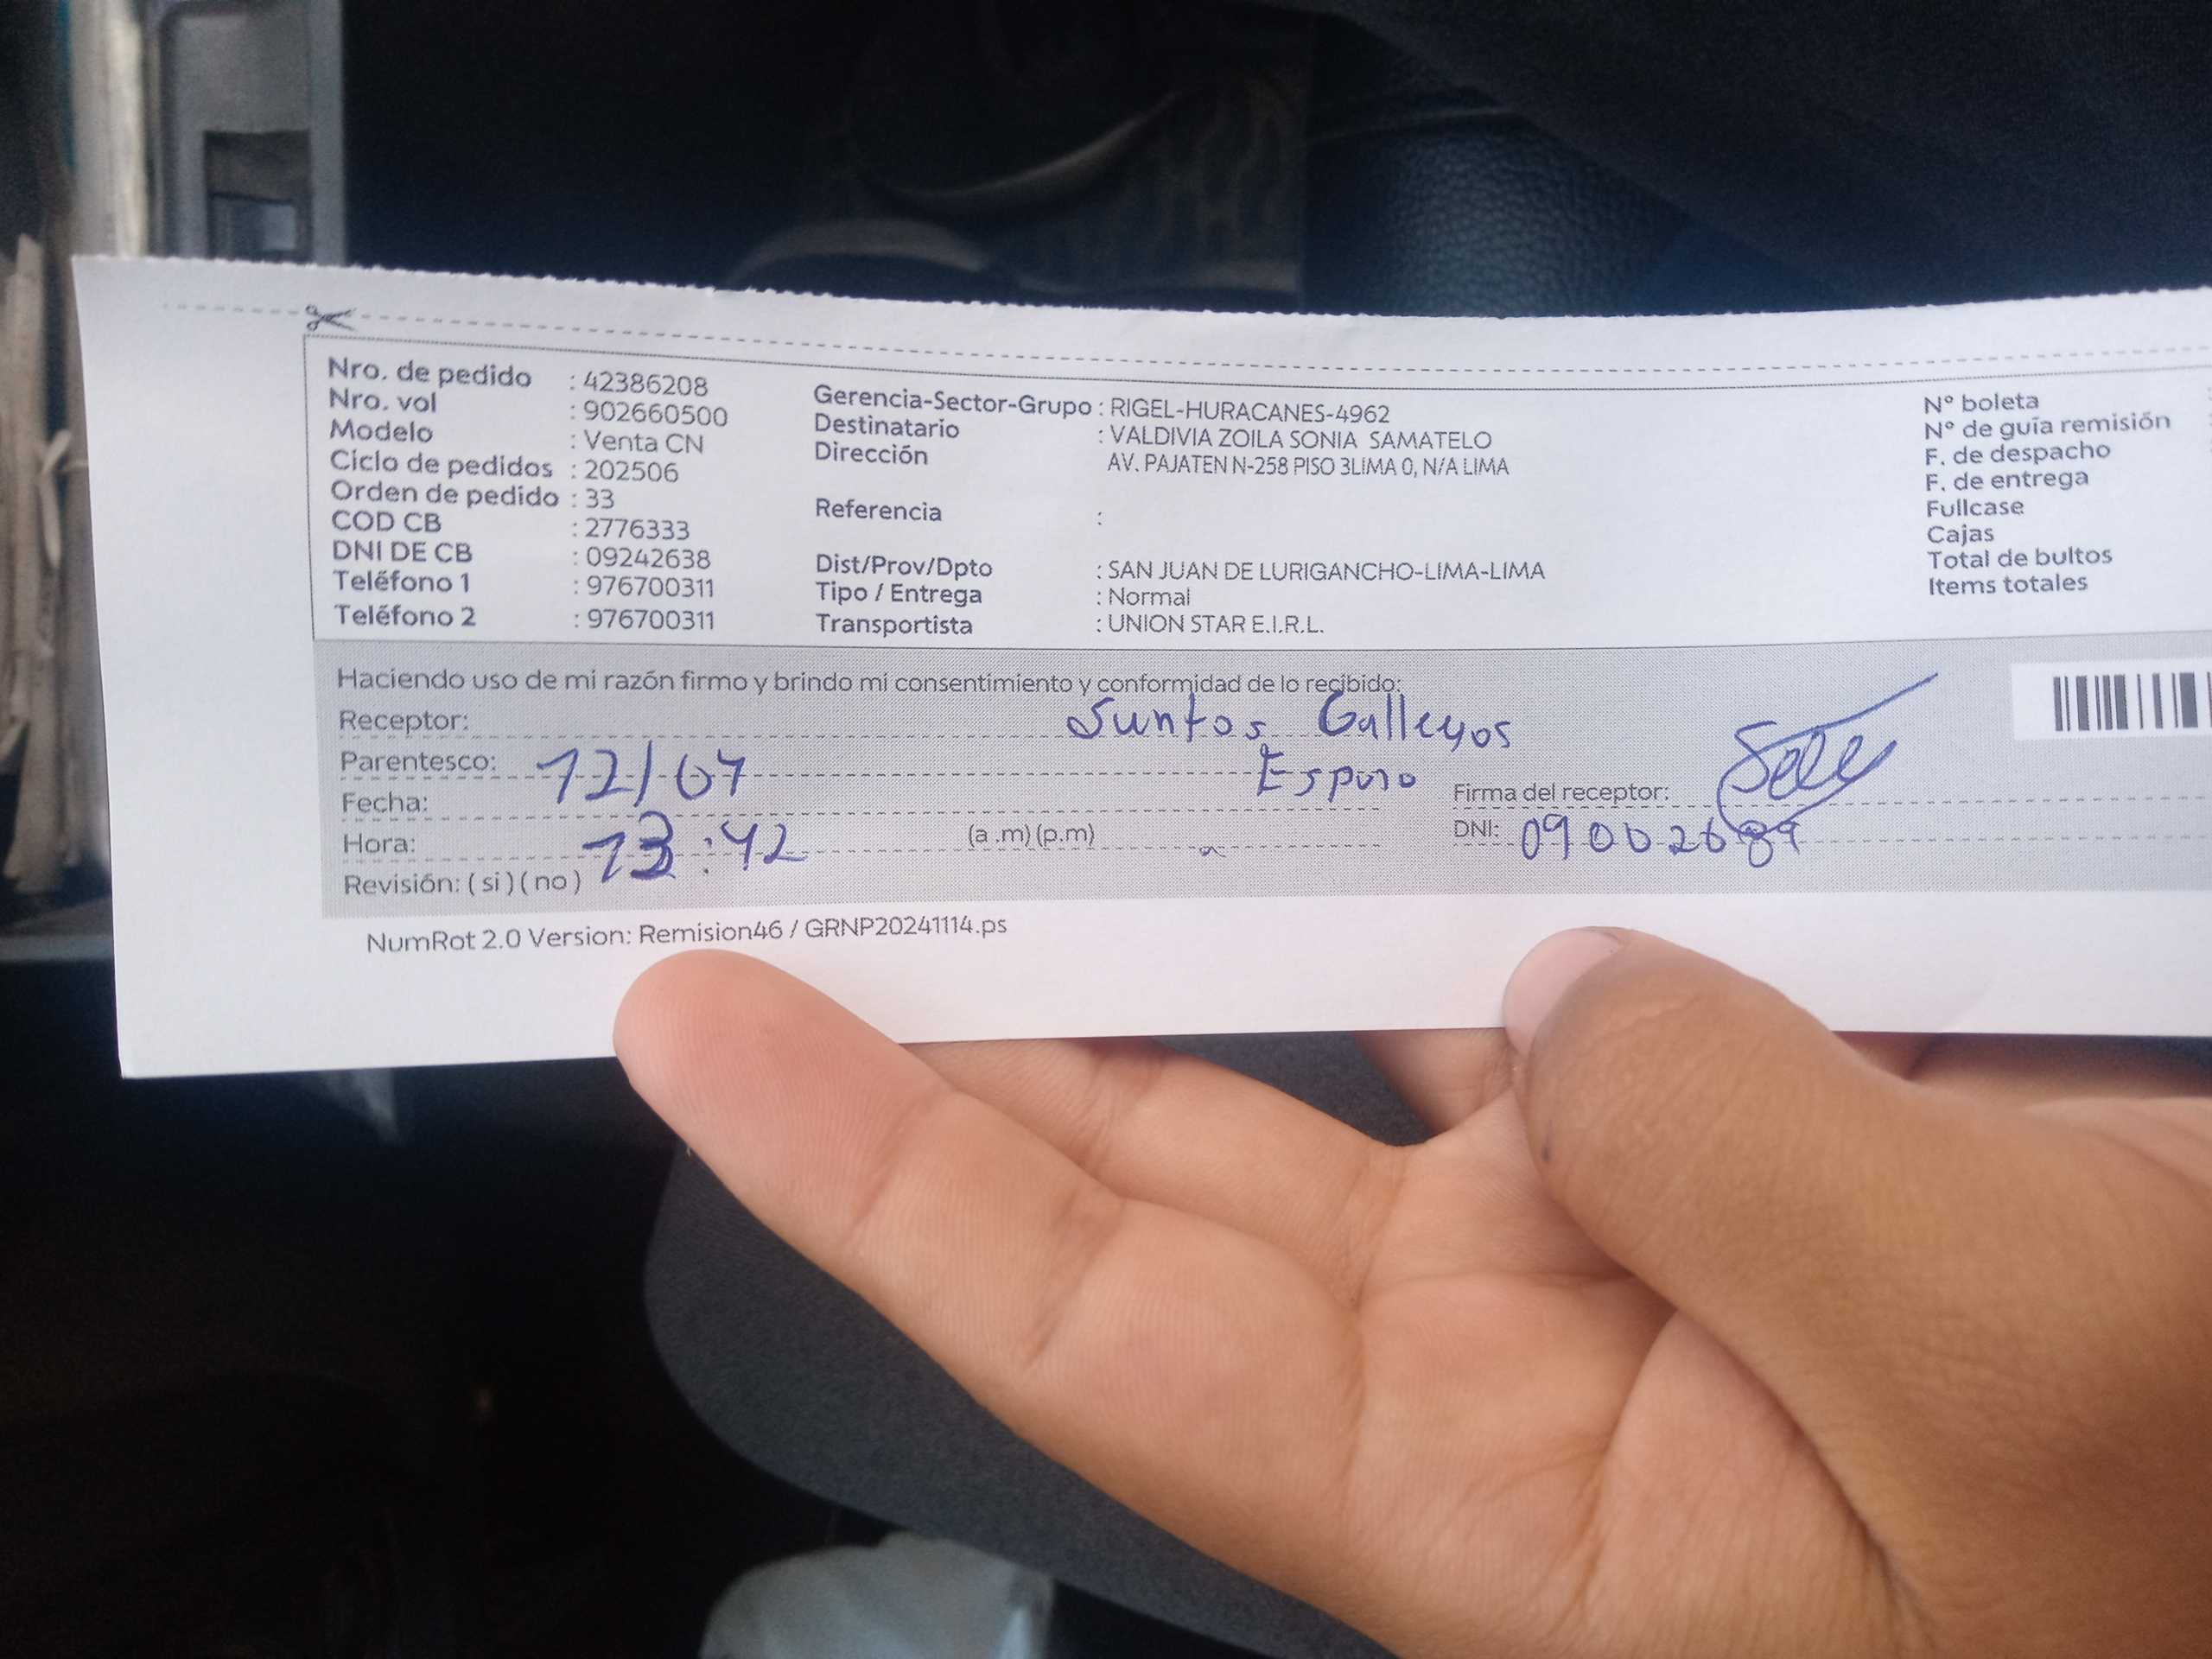 Nro. de pedido : 42386208
Nro. vol : 902660500
Modelo : Venta CN
Ciclo de pedidos : 202506
Orden de pedido : 33
COD CB : 2776333
DNI DE CB : 09242638
Teléfono 1 : 976700311
Teléfono 2 : 976700311
Gerencia-Sector-Grupo : RIGEL-HURACANES-4962
Destinatario : VALDIVIA ZOILA SONIA SAMATELO
Dirección AV. PAJATEN N-258 PISO 3LIMA 0, N/A LIMA
Referencia :
Dist/Prov/Dpto : SAN JUAN DE LURIGANCHO-LIMA-LIMA
Tipo / Entrega : Normal
Transportista : UNION STAR E.I.R.L.
N° boleta
N° de guía remisión
F. de despacho
F. de entrega
Fullcase
Cajas
Total de bultos
Items totales
Haciendo uso de mi razón firmo y brindo mi consentimiento y conformidad de lo recibido:
Receptor: Santos Gallegos
Parentesco: Esposo
Fecha: 12/04
Firma del receptor:
Hora: 13:42 (a .m) (p.m)
DNI: 09002689
Revisión: ( si ) ( no )
NumRot 2.0 Version: Remision46 / GRNP20241114.ps